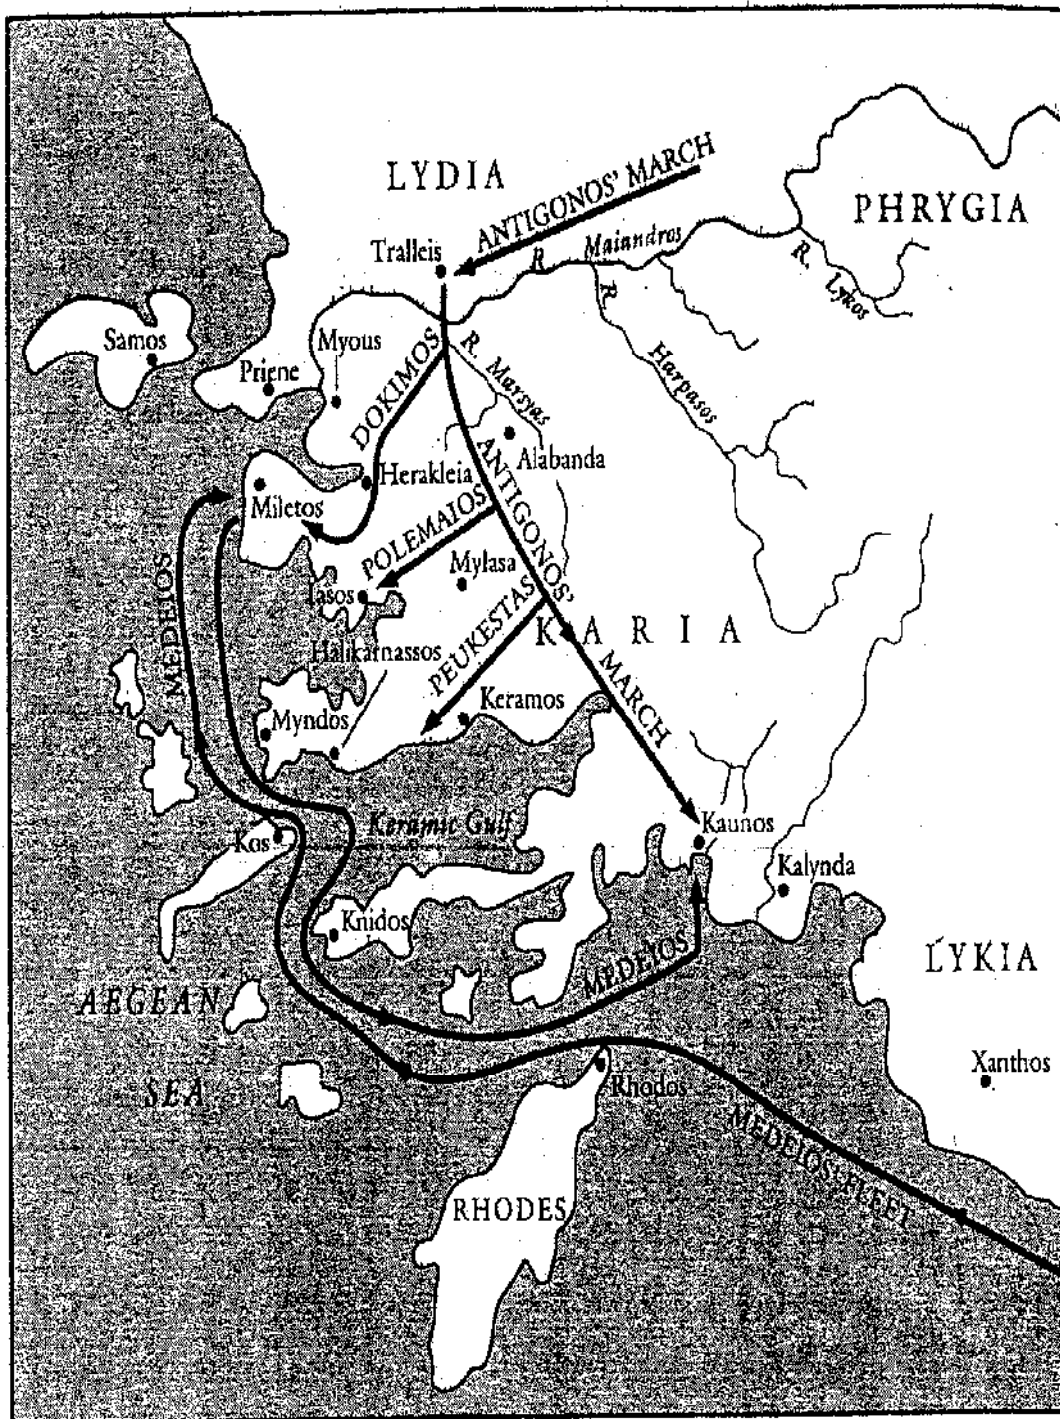 LYDIA
ANTIGONOS' MARCH
PHRYGIA
Tralleis
R. Maiandros
R. Lykos
Samos
Myous
Priene
DOKIMOS
R. Marsyas
R. Harpasos
Alabanda
Herakleia
Miletos
ANTIGONOS' MARCH
POLEMAIOS
MEDEIOS
Mylasa
Iasos
KARIA
PEUKESTAS
Halikarnassos
Keramos
Myndos
Kos
Keramic Gulf
Kaunos
Kalynda
Knidos
MEDEIOS
LYKIA
AEGEAN
SEA
Xanthos
Rhodos
MEDEIOS' FLEET
RHODES